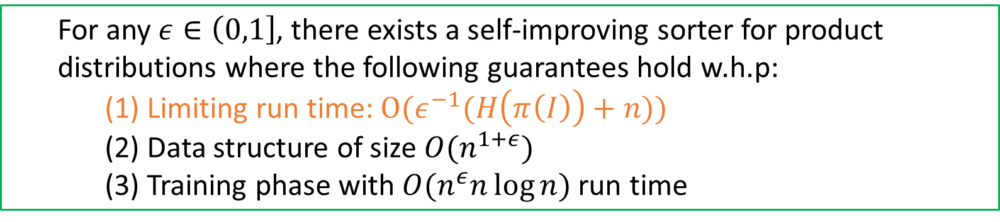 For any ϵ ∈ (0,1], there exists a self-improving sorter for product
distributions where the following guarantees hold w.h.p:
(1) Limiting run time: O(ϵ⁻¹(H(π(I)) + n))
(2) Data structure of size O(n¹⁺ᵋ)
(3) Training phase with O(nᵋn log n) run time